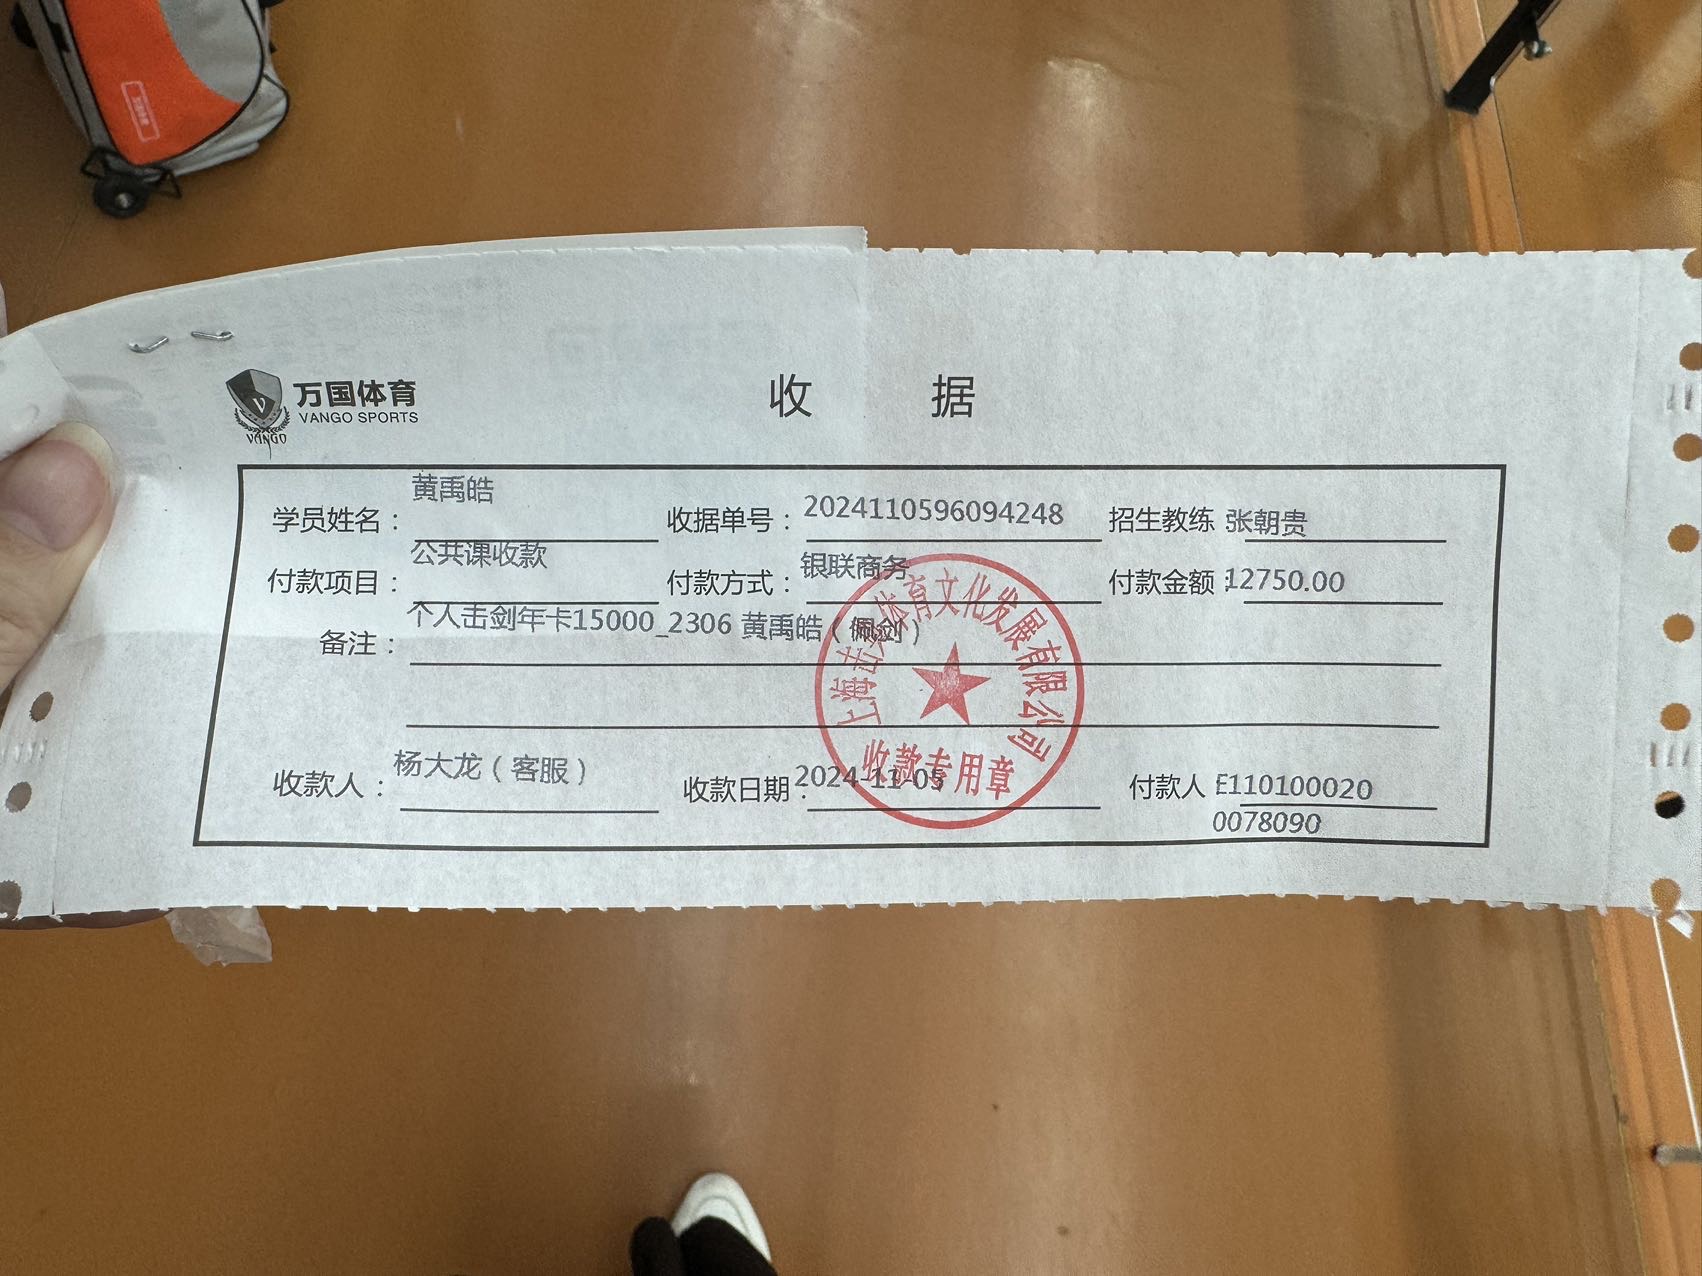 万国体育
VANGO SPORTS
VANGO
收 据
学员姓名： 黄禹皓 收据单号： 2024110596094248 招生教练 张朝贵
付款项目： 公共课收款 付款方式： 银联商务 付款金额： 12750.00
备注： 个人击剑年卡15000_2306 黄禹皓（佩剑）
收款人： 杨大龙（客服） 收款日期： 2024-11-05 付款人 E110100020
0078090
体育文化发展有限公司
收款专用章